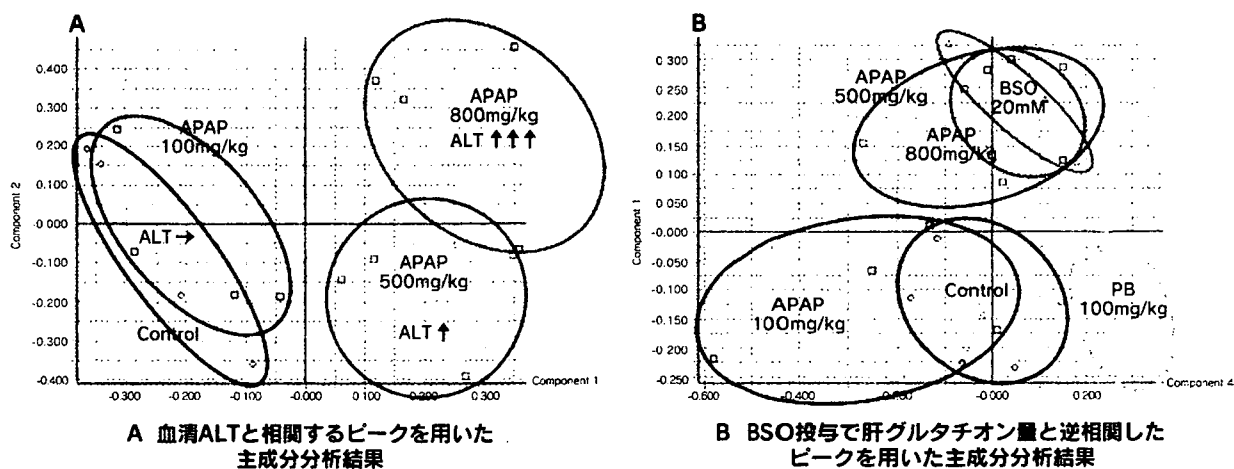 A
0.400
0.300
0.200
0.100
-0.000
-0.100
-0.200
-0.300
-0.400
Component 2
-0.300
-0.200
-0.100
-0.000
0.100
0.200
0.300
Component 1
APAP
100mg/kg
ALT→
Control
APAP
800mg/kg
ALT↑↑↑
APAP
500mg/kg
ALT↑
A 血清ALTと相関するピークを用いた
主成分分析結果
B
0.300
0.250
0.200
0.150
0.100
0.050
-0.000
-0.050
-0.100
-0.150
-0.200
-0.250
Component 1
-0.600
-0.400
-0.200
-0.000
0.200
Component 4
APAP
500mg/kg
BSO
20mM
APAP
800mg/kg
APAP
100mg/kg
Control
PB
100mg/kg
B BSO投与で肝グルタチオン量と逆相関した
ピークを用いた主成分分析結果